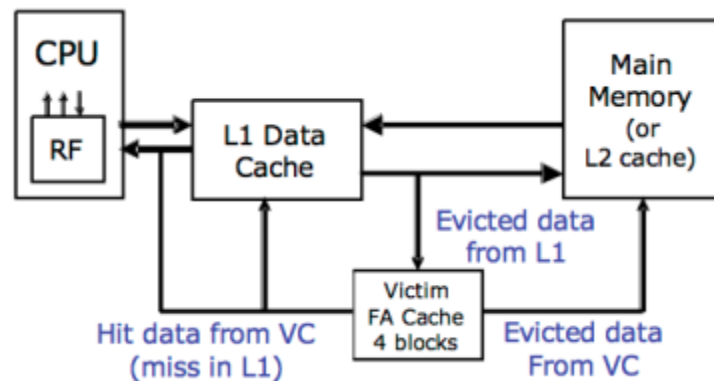 CPU
RF
L1 Data
Cache
Main
Memory
(or
L2 cache)
Evicted data
from L1
Victim
FA Cache
4 blocks
Hit data from VC
(miss in L1)
Evicted data
From VC